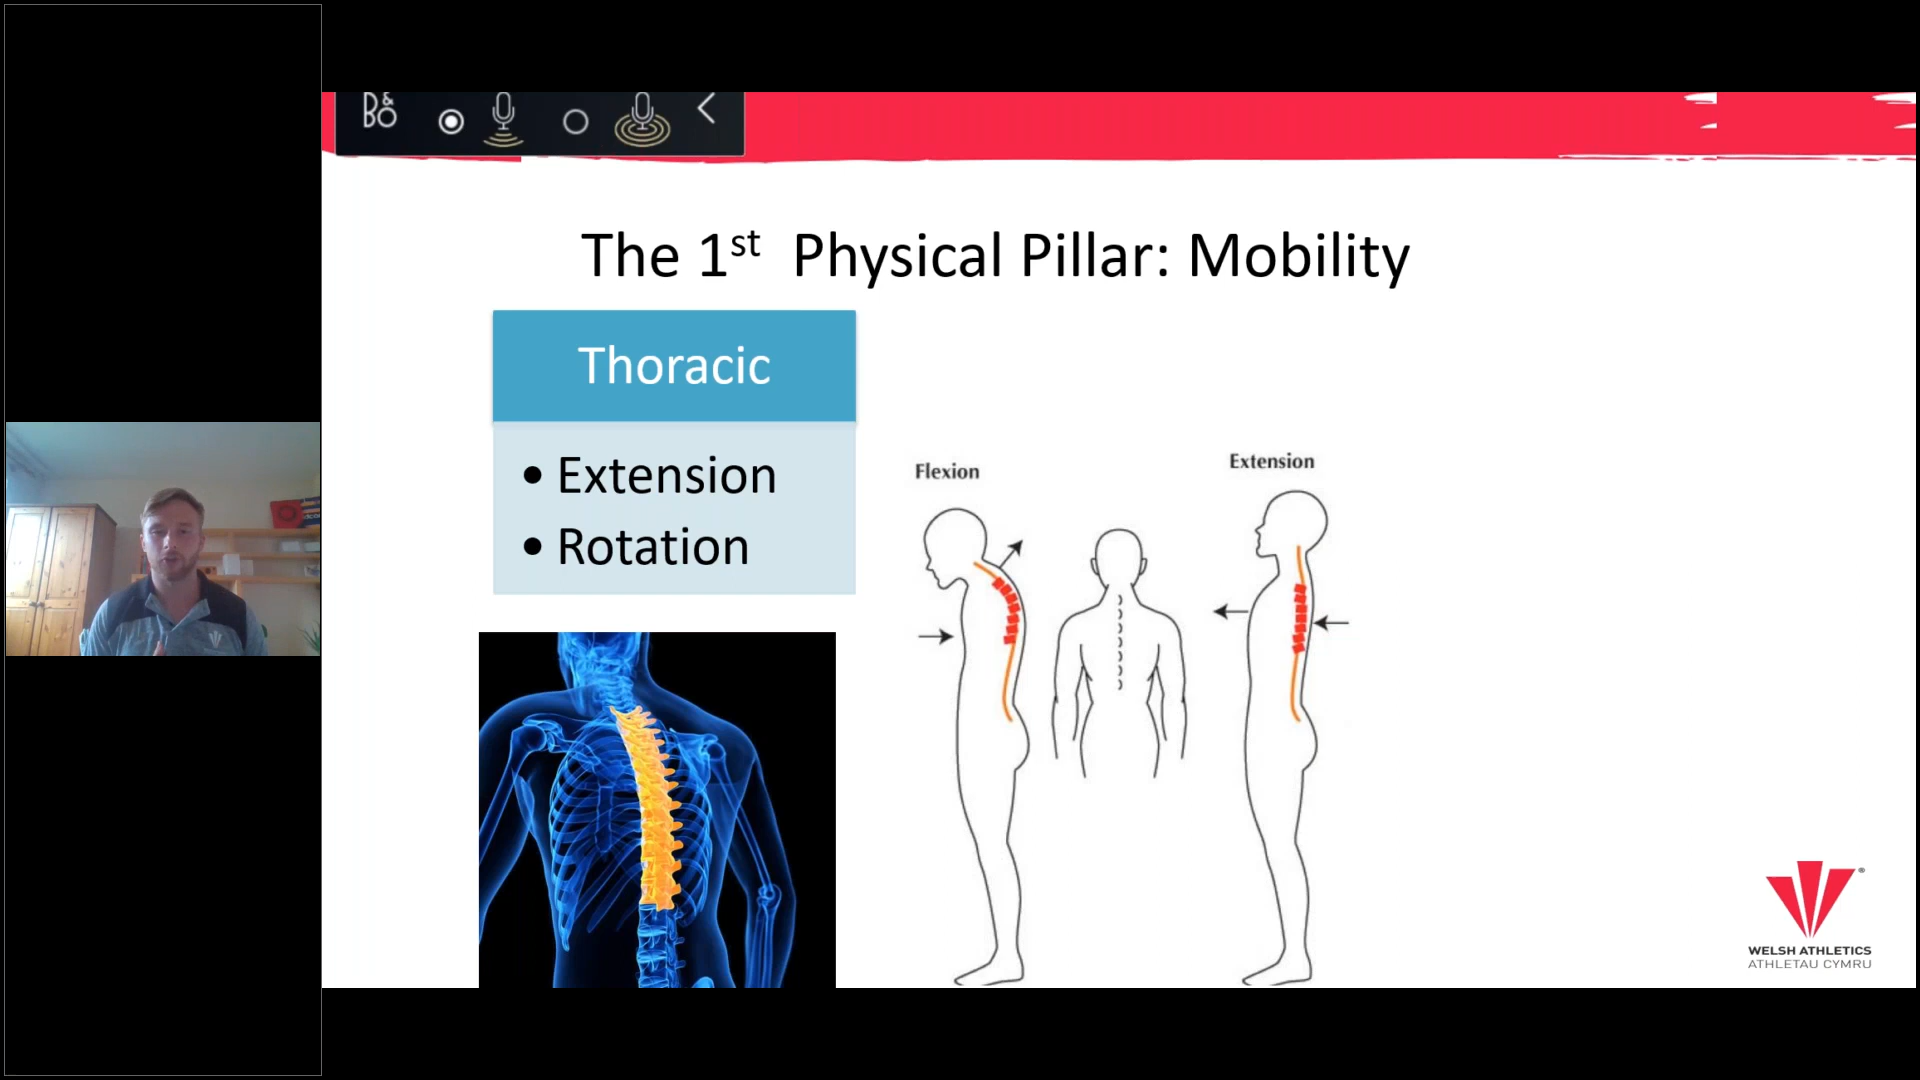 B&O
The 1st Physical Pillar: Mobility
Thoracic
• Extension
• Rotation
Flexion
Extension
WELSH ATHLETICS
ATHLETAU CYMRU